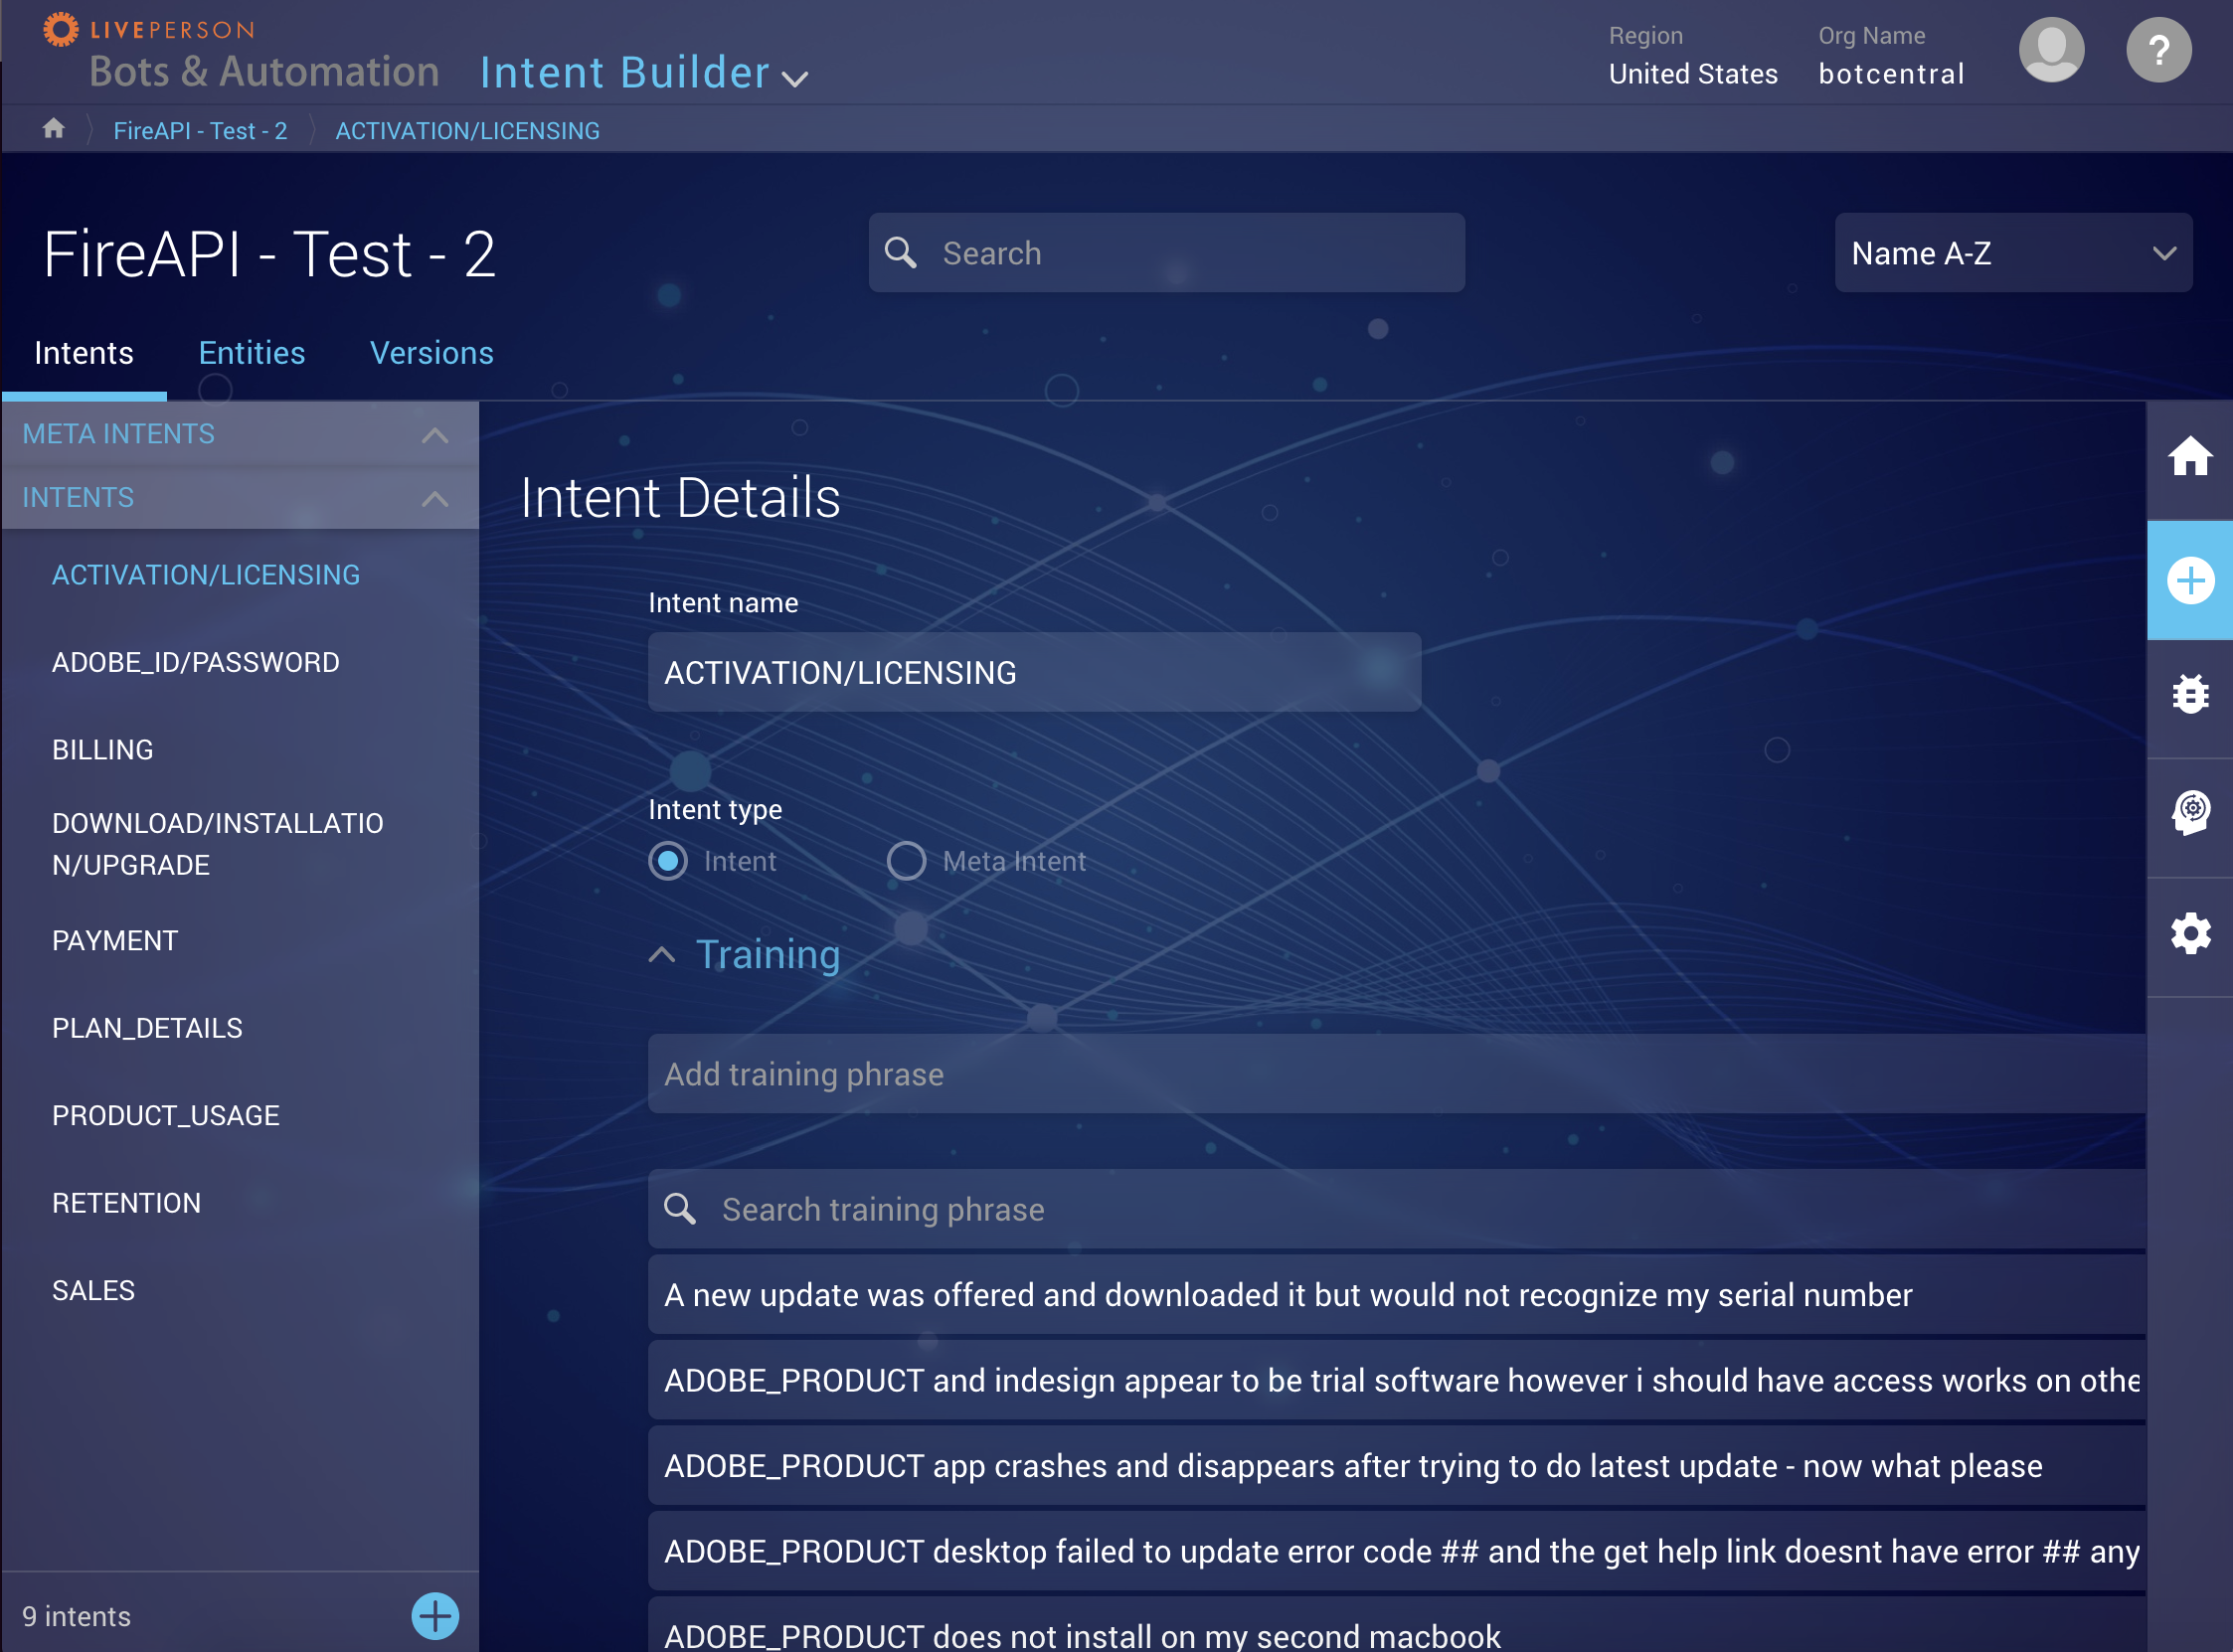 LIVEPERSON
Bots & Automation
Intent Builder
Region
United States
Org Name
botcentral
?
FireAPI - Test - 2
ACTIVATION/LICENSING
FireAPI - Test - 2
Search
Name A-Z
Intents
Entities
Versions
META INTENTS
INTENTS
ACTIVATION/LICENSING
ADOBE_ID/PASSWORD
BILLING
DOWNLOAD/INSTALLATIO
N/UPGRADE
PAYMENT
PLAN_DETAILS
PRODUCT_USAGE
RETENTION
SALES
9 intents
Intent Details
Intent name
ACTIVATION/LICENSING
Intent type
Intent
Meta Intent
Training
Add training phrase
Search training phrase
A new update was offered and downloaded it but would not recognize my serial number
ADOBE_PRODUCT and indesign appear to be trial software however i should have access works on othe
ADOBE_PRODUCT app crashes and disappears after trying to do latest update - now what please
ADOBE_PRODUCT desktop failed to update error code ## and the get help link doesnt have error ## any
ADOBE_PRODUCT does not install on my second macbook